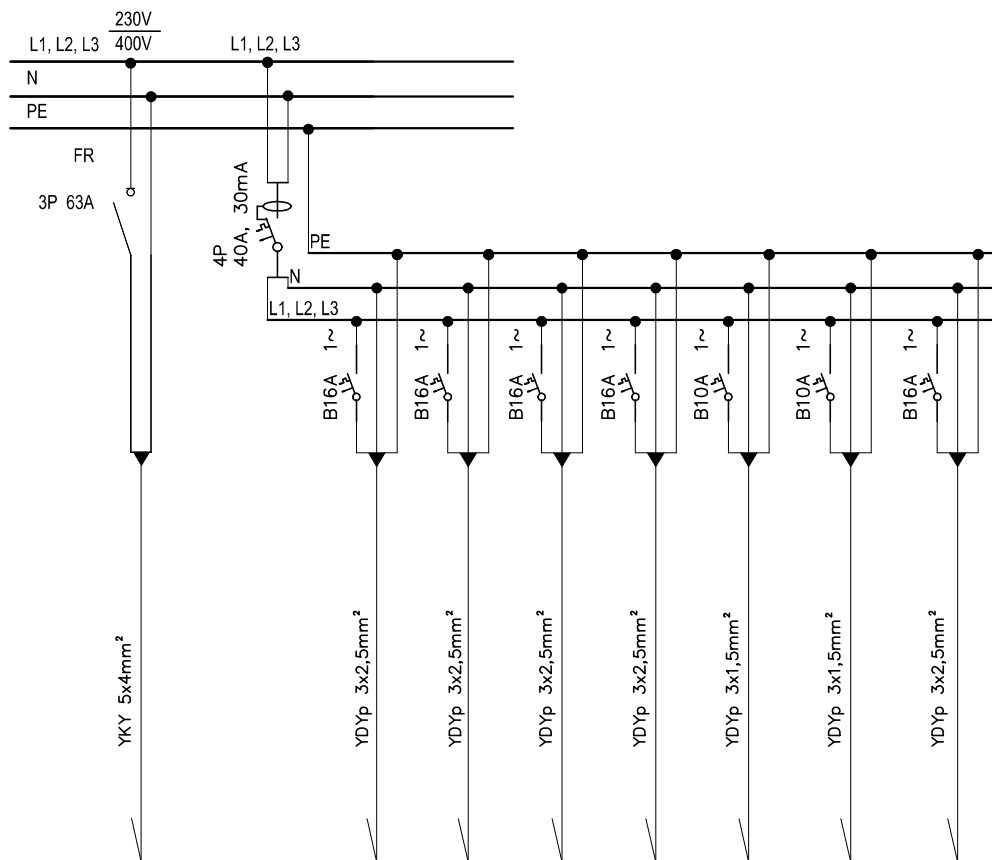 230V
400V
L1, L2, L3
L1, L2, L3
N
PE
FR
3P 63A
4P
40A, 30mA
PE
N
L1, L2, L3
1~
1~
1~
1~
1~
1~
1~
B16A
B16A
B16A
B16A
B10A
B10A
B16A
YKY 5x4mm²
YDYp 3x2,5mm²
YDYp 3x2,5mm²
YDYp 3x2,5mm²
YDYp 3x2,5mm²
YDYp 3x1,5mm²
YDYp 3x1,5mm²
YDYp 3x2,5mm²